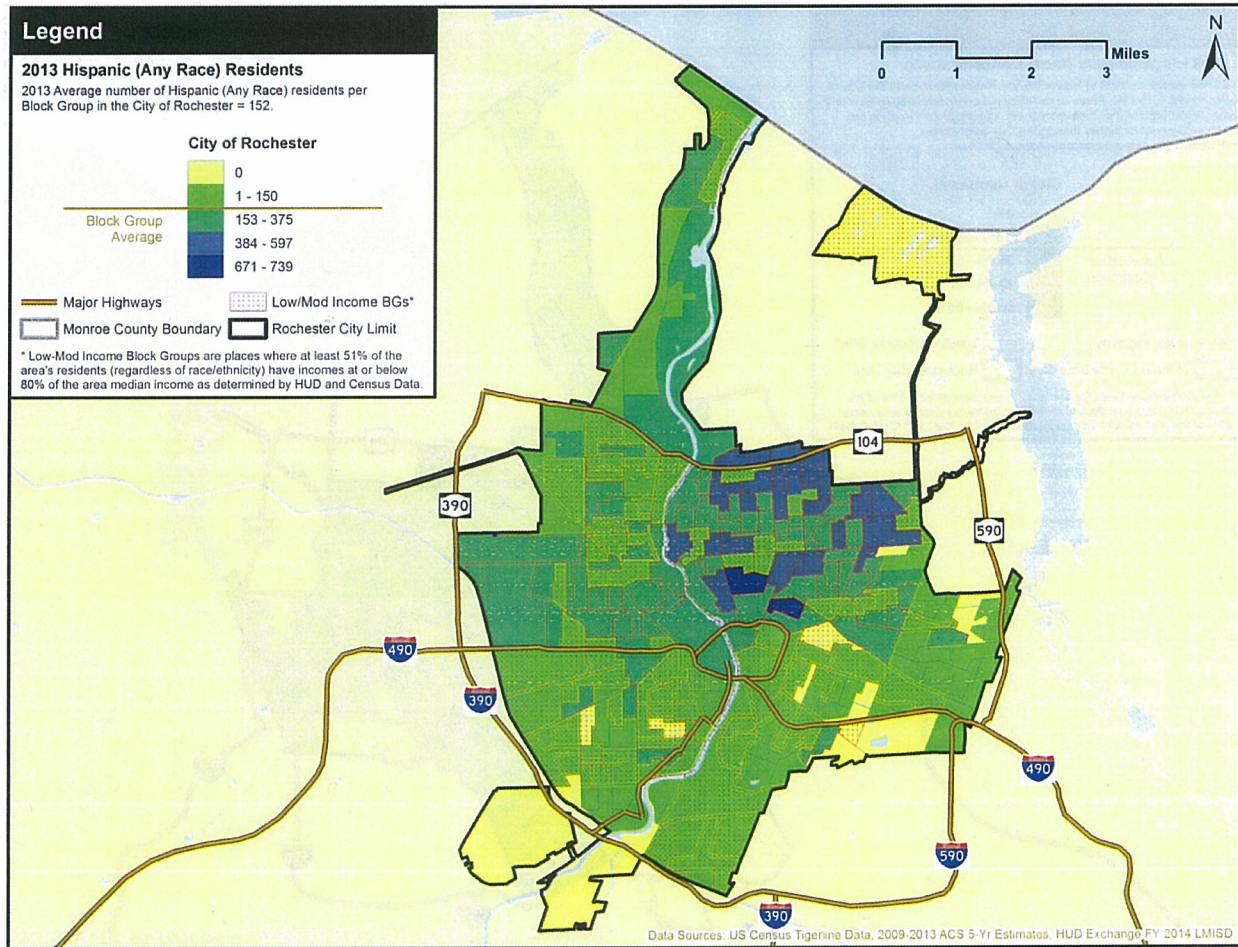 Legend
2013 Hispanic (Any Race) Residents
2013 Average number of Hispanic (Any Race) residents per
Block Group in the City of Rochester = 152.
City of Rochester
0
1 - 150
Block Group
Average
153 - 375
384 - 597
671 - 739
Major Highways
Low/Mod Income BGs*
Monroe County Boundary
Rochester City Limit
* Low-Mod Income Block Groups are places where at least 51% of the
area's residents (regardless of race/ethnicity) have incomes at or below
80% of the area median income as determined by HUD and Census Data.
N
Miles
0 1 2 3
104
390
590
490
390
490
590
390
Data Sources: US Census Tigerline Data, 2009-2013 ACS 5-Yr Estimates, HUD Exchange FY 2014 LMISD